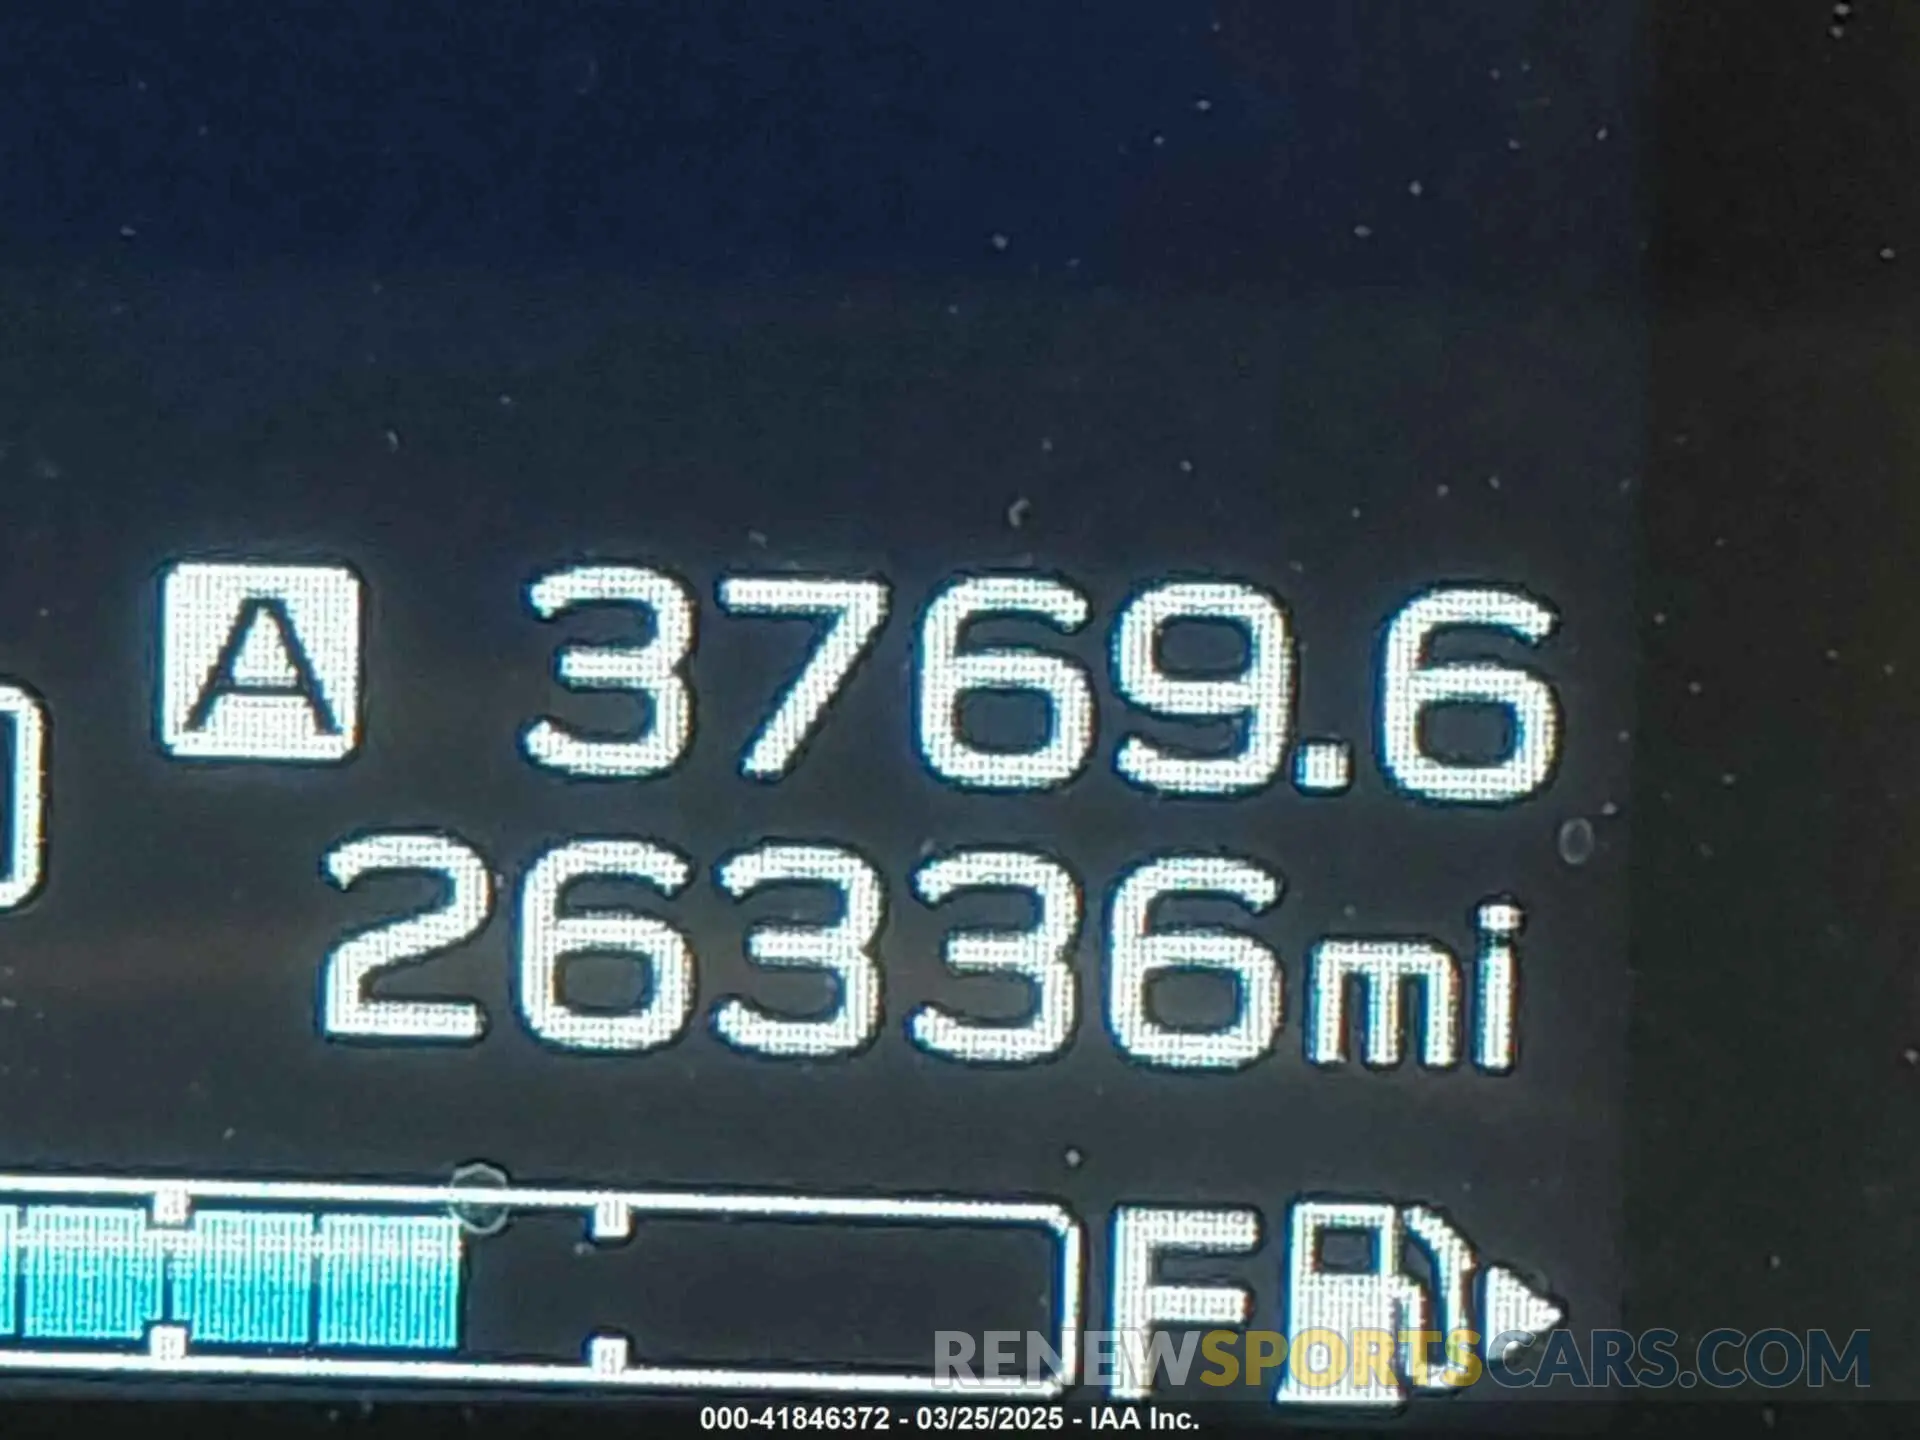 A 3769.6
26336mi
F
RENEWSPORTSCARS.COM
000-41846372 - 03/25/2025 - IAA Inc.